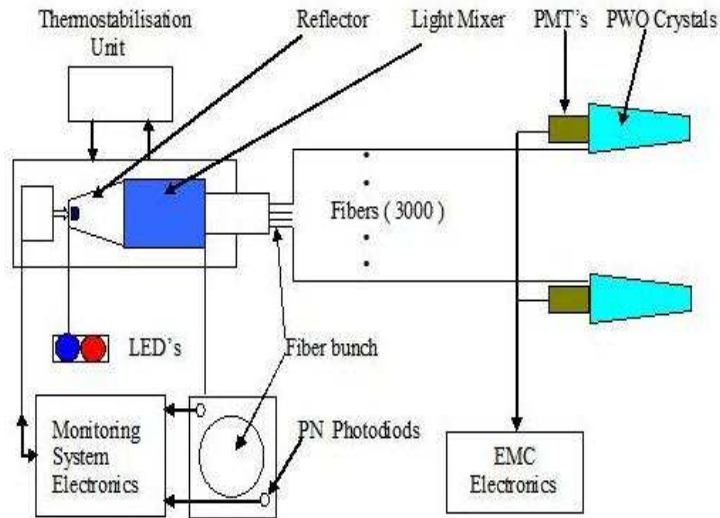 Thermostabilisation
Unit
Reflector
Light Mixer
PMT's
PWO Crystals
Fibers ( 3000 )
LED's
Fiber bunch
Monitoring
System
Electronics
PN Photodiods
EMC
Electronics